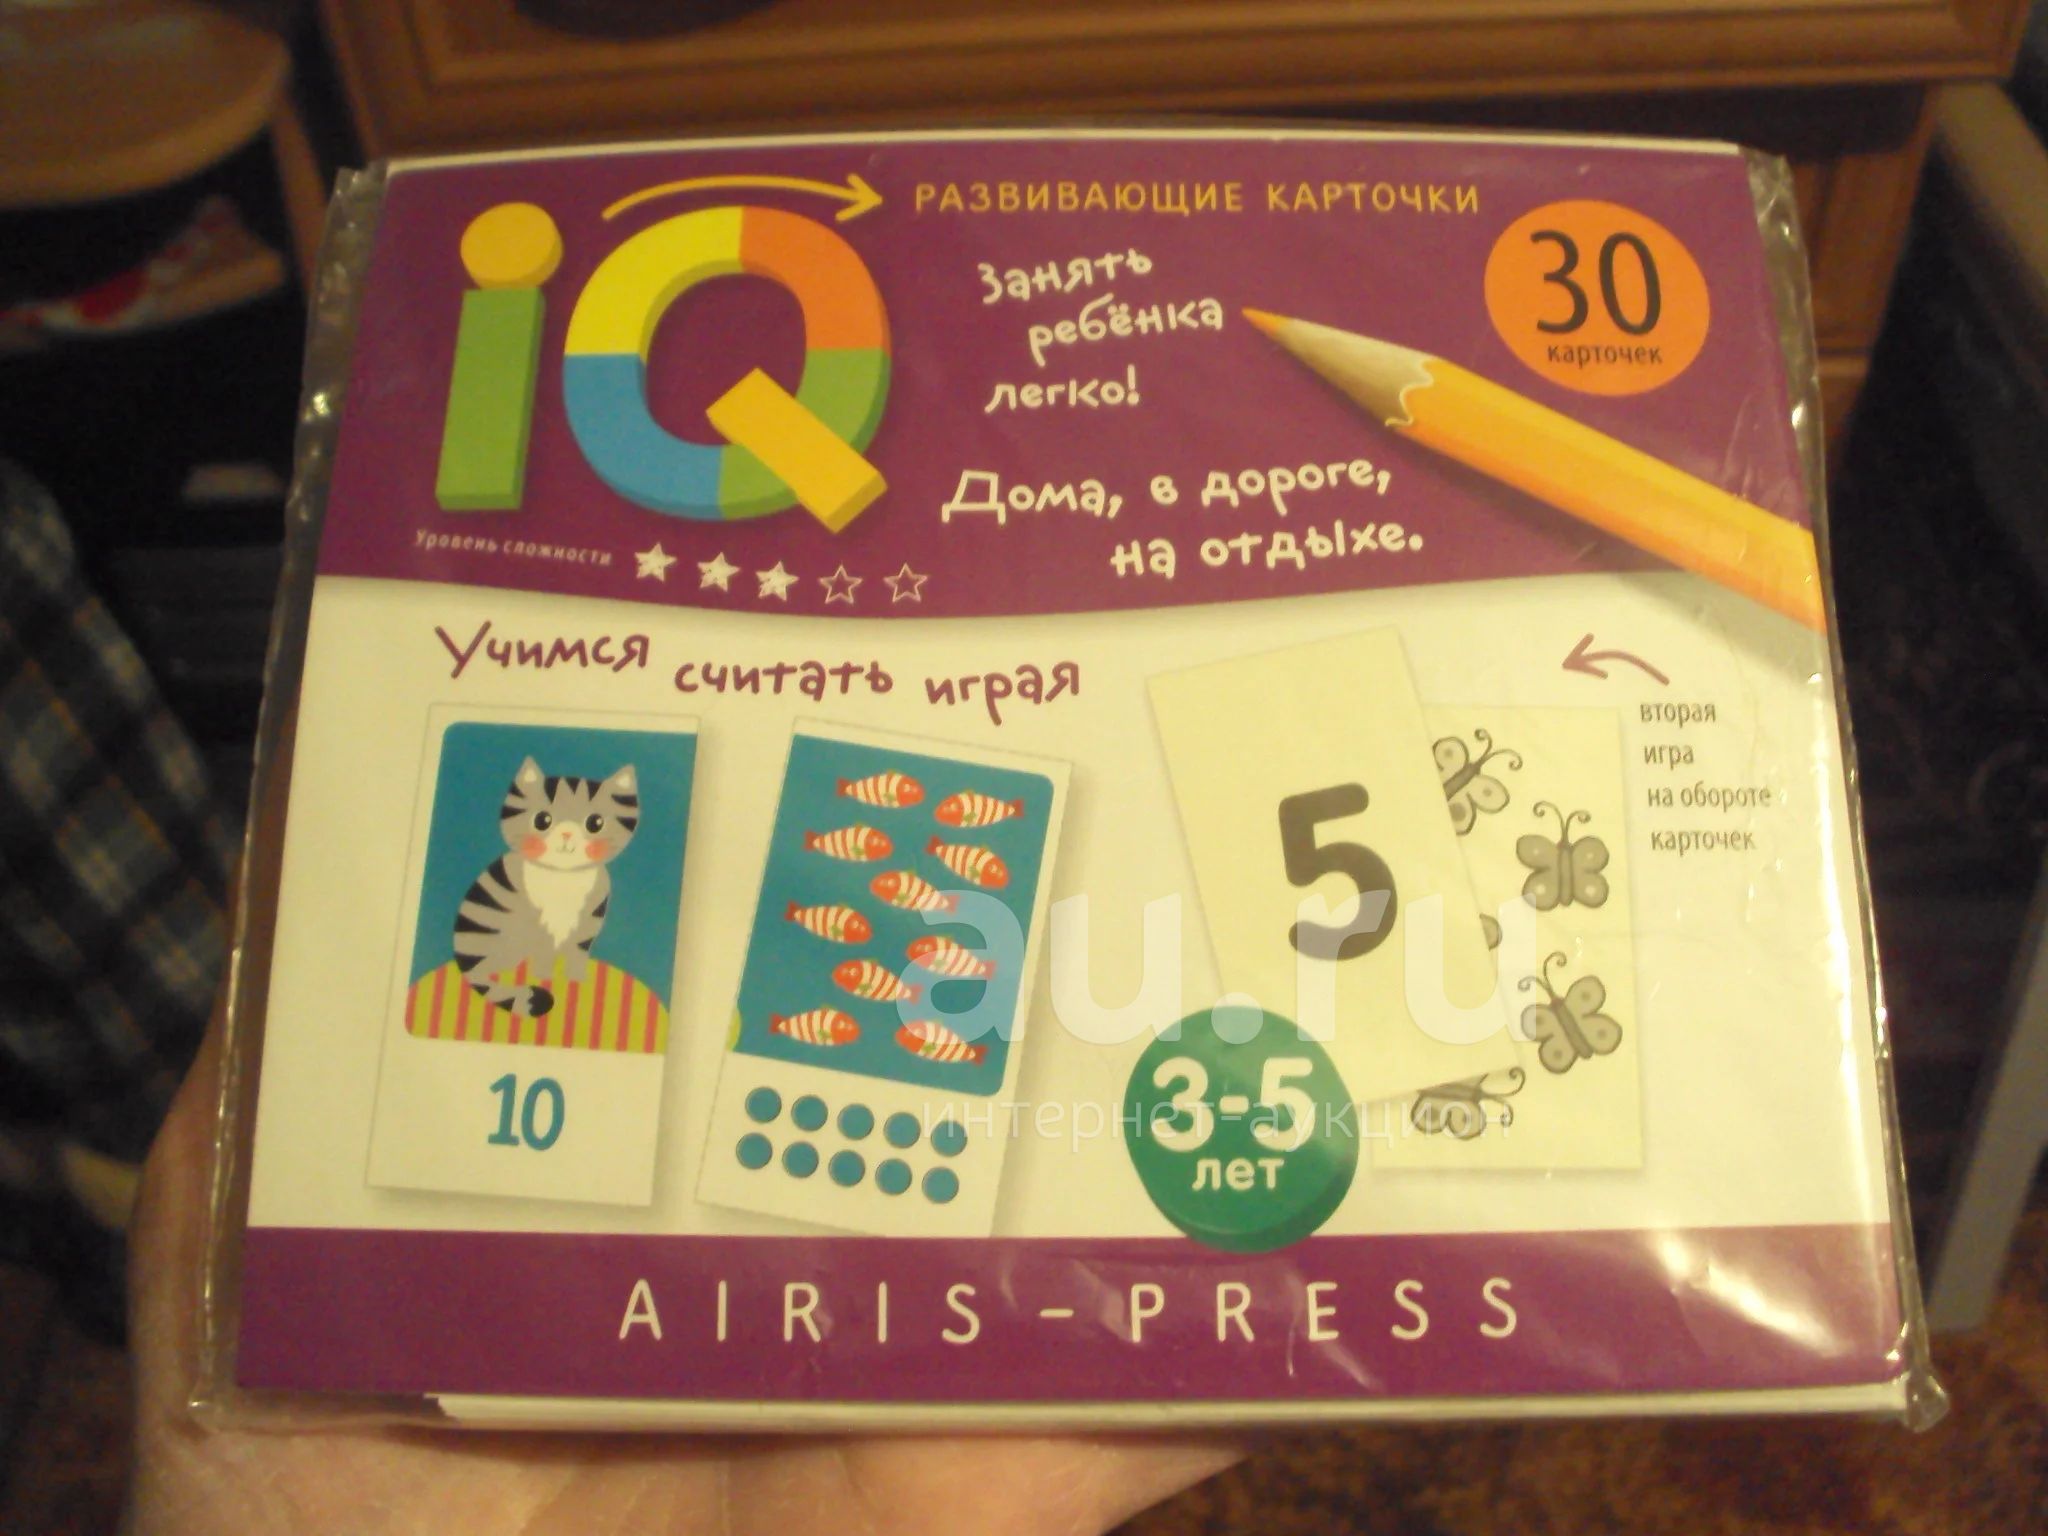 iQ
РАЗВИВАЮЩИЕ КАРТОЧКИ
Занять
ребёнка
легко!
30
карточек
Дома, в дороге,
на отдыхе.
Уровень сложности
Учимся считать играя
вторая
игра
на обороте
карточек
5
10
3-5
лет
au.ru
интернет-аукцион
AIRIS-PRESS